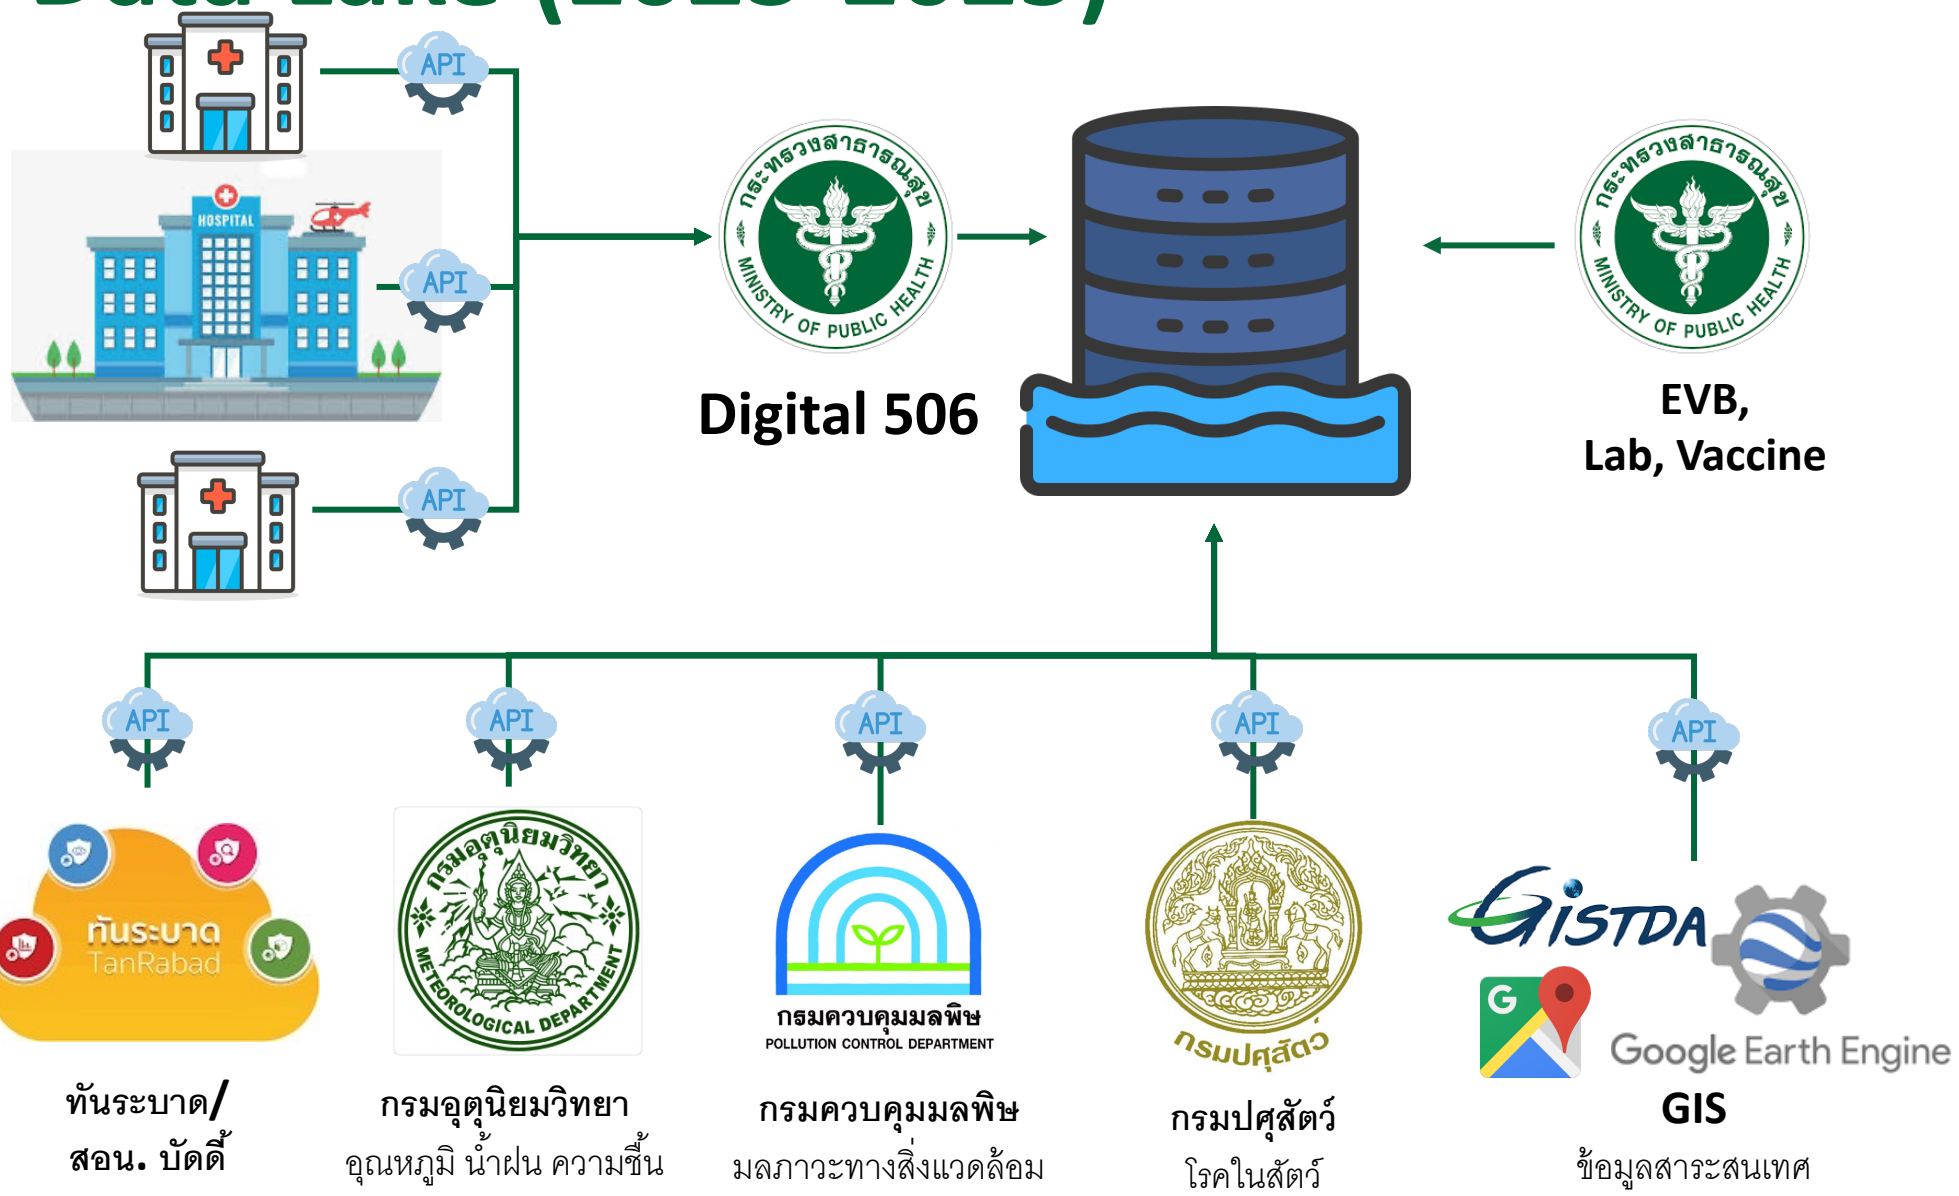 Data Lake (2023-2025)
API
กระทรวงสาธารณสุข
MINISTRY OF PUBLIC HEALTH
กระทรวงสาธารณสุข
MINISTRY OF PUBLIC HEALTH
HOSPITAL
API
Digital 506
EVB,
Lab, Vaccine
API
API
API
API
API
API
ทันระบาด
TanRabad
กรมอุตุนิยมวิทยา
METEOROLOGICAL DEPARTMENT
กรมควบคุมมลพิษ
POLLUTION CONTROL DEPARTMENT
กรมปศุสัตว์
GISTDA
G
Google Earth Engine
ทันระบาด/
สอน. บัดดี้
กรมอุตุนิยมวิทยา
อุณหภูมิ น้ำฝน ความชื้น
กรมควบคุมมลพิษ
มลภาวะทางสิ่งแวดล้อม
กรมปศุสัตว์
โรคในสัตว์
GIS
ข้อมูลสาระสนเทศ